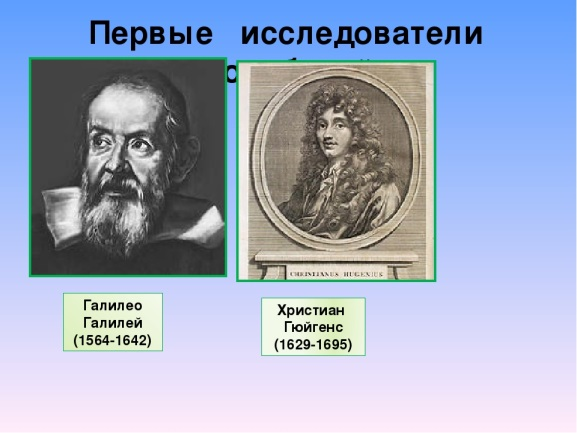 Первые исследователи
CHRISTIANUS HUGENIUS
Галилео
Галилей
(1564-1642)
Христиан
Гюйгенс
(1629-1695)